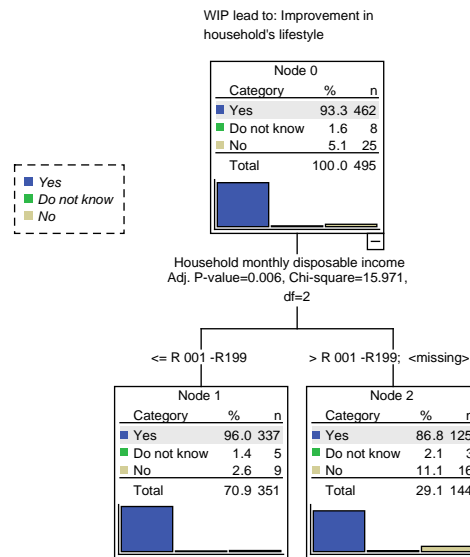 WIP lead to: Improvement in
household's lifestyle
Node 0
Category % n
Yes 93.3 462
Do not know 1.6 8
No 5.1 25
Total 100.0 495
Yes
Do not know
No
Household monthly disposable income
Adj. P-value=0.006, Chi-square=15.971,
df=2
<= R 001 -R199
> R 001 -R199; <missing>
Node 1
Category % n
Yes 96.0 337
Do not know 1.4 5
No 2.6 9
Total 70.9 351
Node 2
Category % n
Yes 86.8 125
Do not know 2.1 3
No 11.1 16
Total 29.1 144